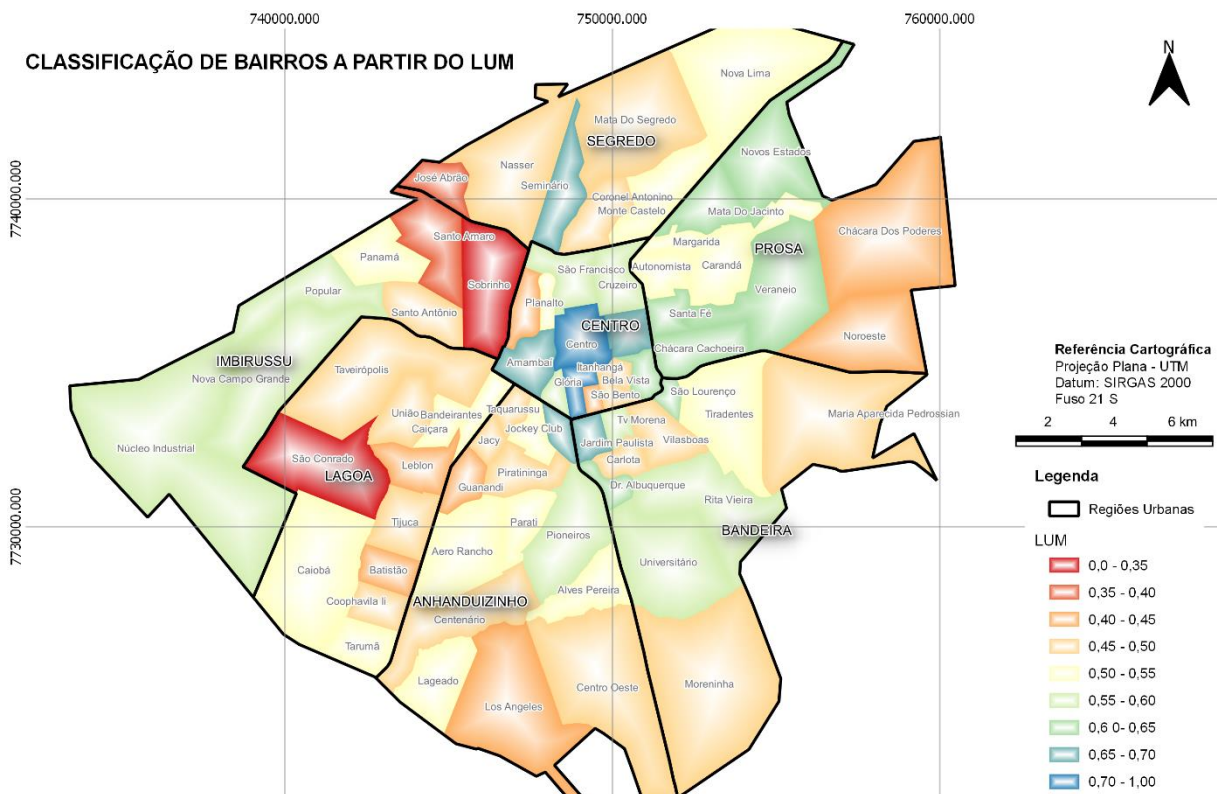 740000.000
750000.000
760000.000
CLASSIFICAÇÃO DE BAIRROS A PARTIR DO LUM
N
Nova Lima
Mata Do Segredo
SEGREDO
Nasser
Novos Estados
José Abrão
Seminário
7740000.000
Coronel Antonino
Monte Castelo
Mata Do Jacinto
Chácara Dos Poderes
Santo Amaro
Margarida
PROSA
Panamá
São Francisco
Autonomista
Carandá
Sobrinho
Cruzeiro
Popular
Planalto
Veraneio
Santo Antônio
Santa Fé
CENTRO
Noroeste
Centro
Chácara Cachoeira
IMBIRUSSU
Amambaí
Itanhanga
Taveirópolis
Nova Campo Grande
Glória
Bela Vista
São Bento
São Lourenço
União
Bandeirantes
Taquarussu
Tiradentes
Maria Aparecida Pedrossian
Caiçara
Jockey Club
Tv Morena
Jacy
Jardim Paulista
Vilasboas
Núcleo Industrial
São Conrado
Leblon
Carlota
LAGOA
Piratininga
Guanandi
Dr. Albuquerque
Rita Vieira
Tijuca
Parati
Pioneiros
BANDEIRA
7730000.000
Aero Rancho
Universitário
Caiobá
Batistão
Alves Pereira
Coophavila Ii
ANHANDUIZINHO
Centenário
Tarumã
Lageado
Centro Oeste
Moreninha
Los Angeles
Referência Cartográfica
Projeção Plana - UTM
Datum: SIRGAS 2000
Fuso 21 S
2 4 6 km
Legenda
Regiões Urbanas
LUM
0,0 - 0,35
0,35 - 0,40
0,40 - 0,45
0,45 - 0,50
0,50 - 0,55
0,55 - 0,60
0,6 0- 0,65
0,65 - 0,70
0,70 - 1,00